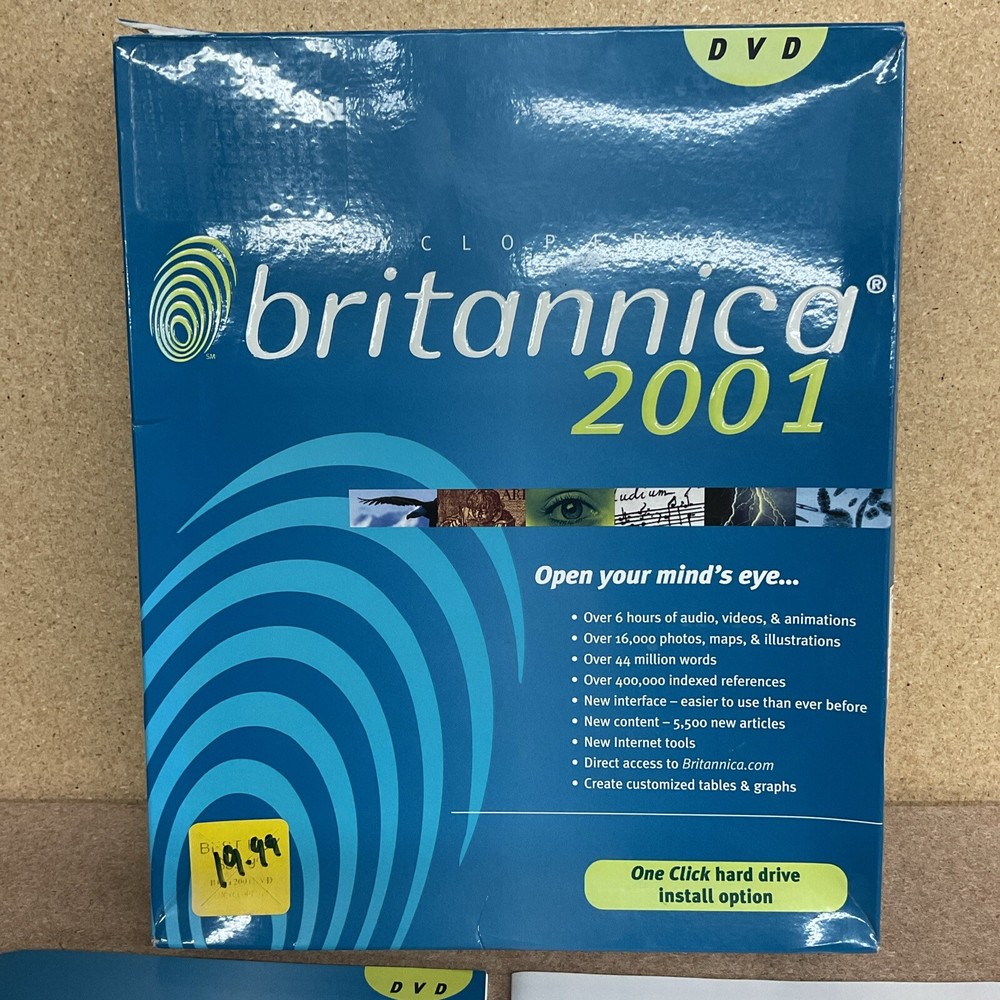 DVD
ENCYCLOPÆDIA
britannica®
SM
2001
udium
Open your mind's eye...
• Over 6 hours of audio, videos, & animations
• Over 16,000 photos, maps, & illustrations
• Over 44 million words
• Over 400,000 indexed references
• New interface – easier to use than ever before
• New content – 5,500 new articles
• New Internet tools
• Direct access to Britannica.com
• Create customized tables & graphs
19.99
One Click hard drive
install option
DVD